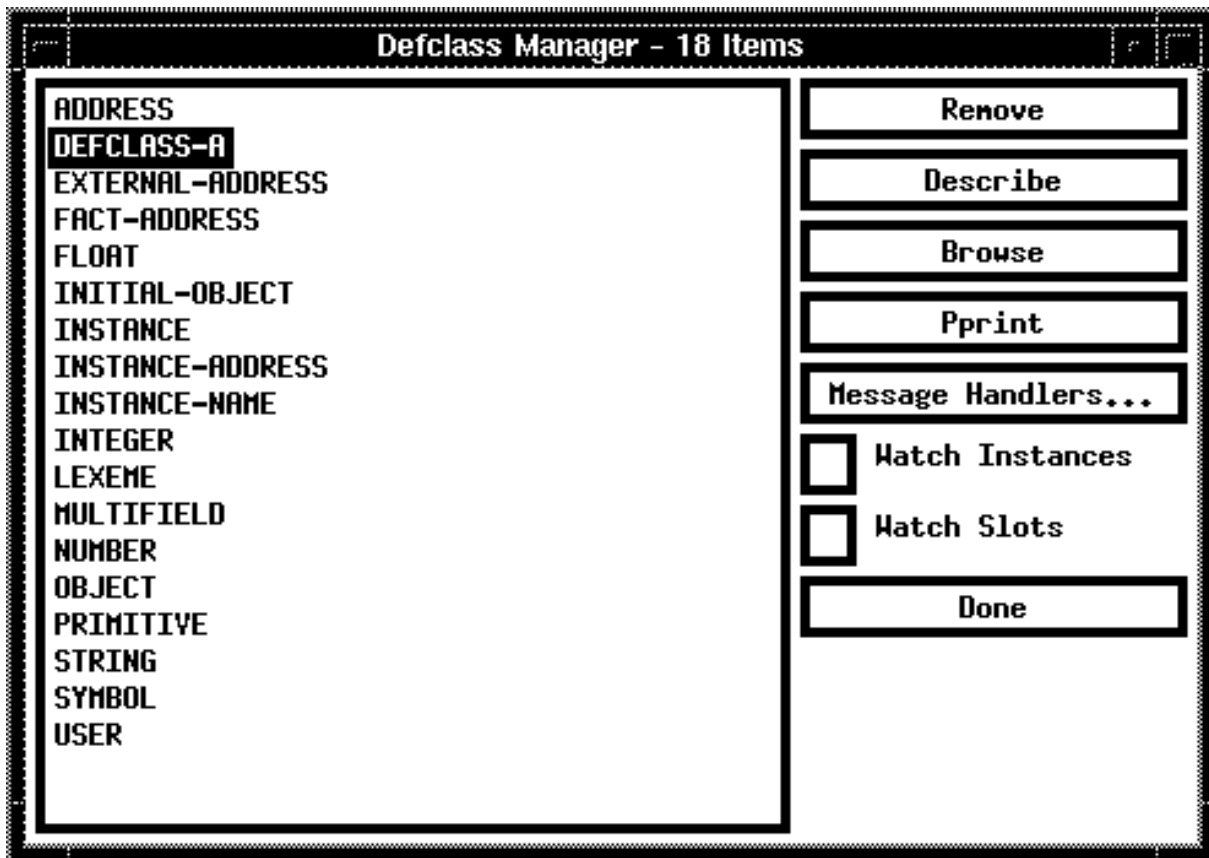 Defclass Manager - 18 Items
ADDRESS
DEFCLASS-A
EXTERNAL-ADDRESS
FACT-ADDRESS
FLOAT
INITIAL-OBJECT
INSTANCE
INSTANCE-ADDRESS
INSTANCE-NAME
INTEGER
LEXEME
MULTIFIELD
NUMBER
OBJECT
PRIMITIVE
STRING
SYMBOL
USER
Remove
Describe
Browse
Pprint
Message Handlers...
Watch Instances
Watch Slots
Done